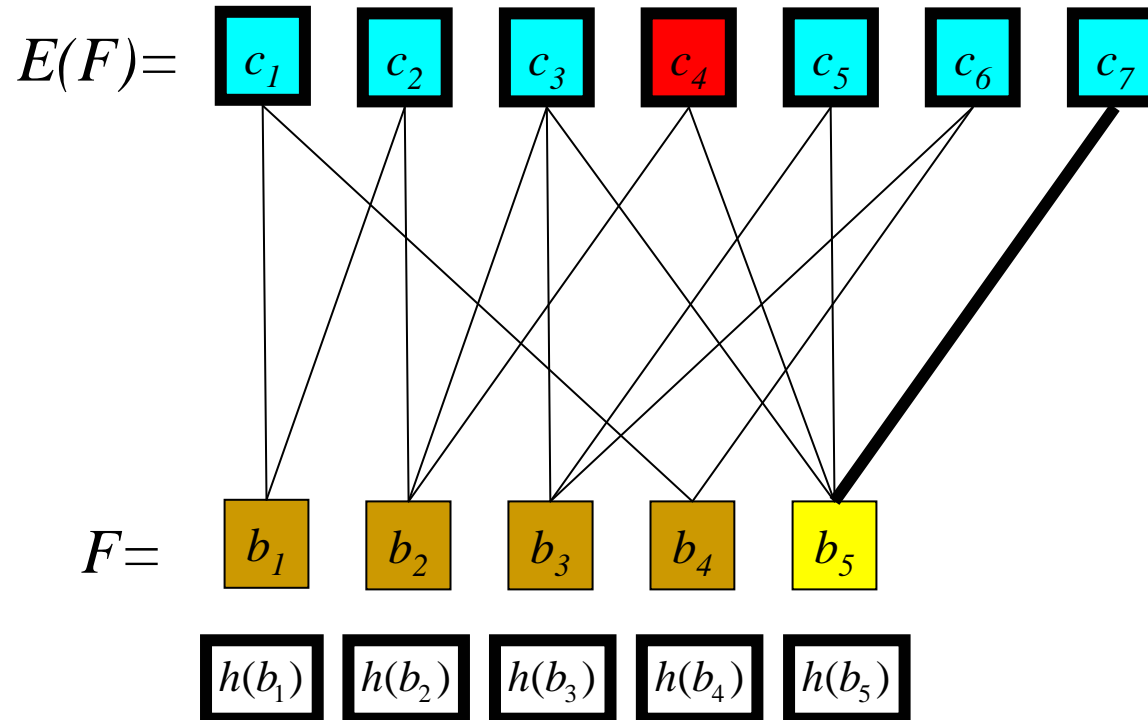 E(F)= c₁ c₂ c₃ c₄ c₅ c₆ c₇
F= b₁ b₂ b₃ b₄ b₅
h(b₁) h(b₂) h(b₃) h(b₄) h(b₅)